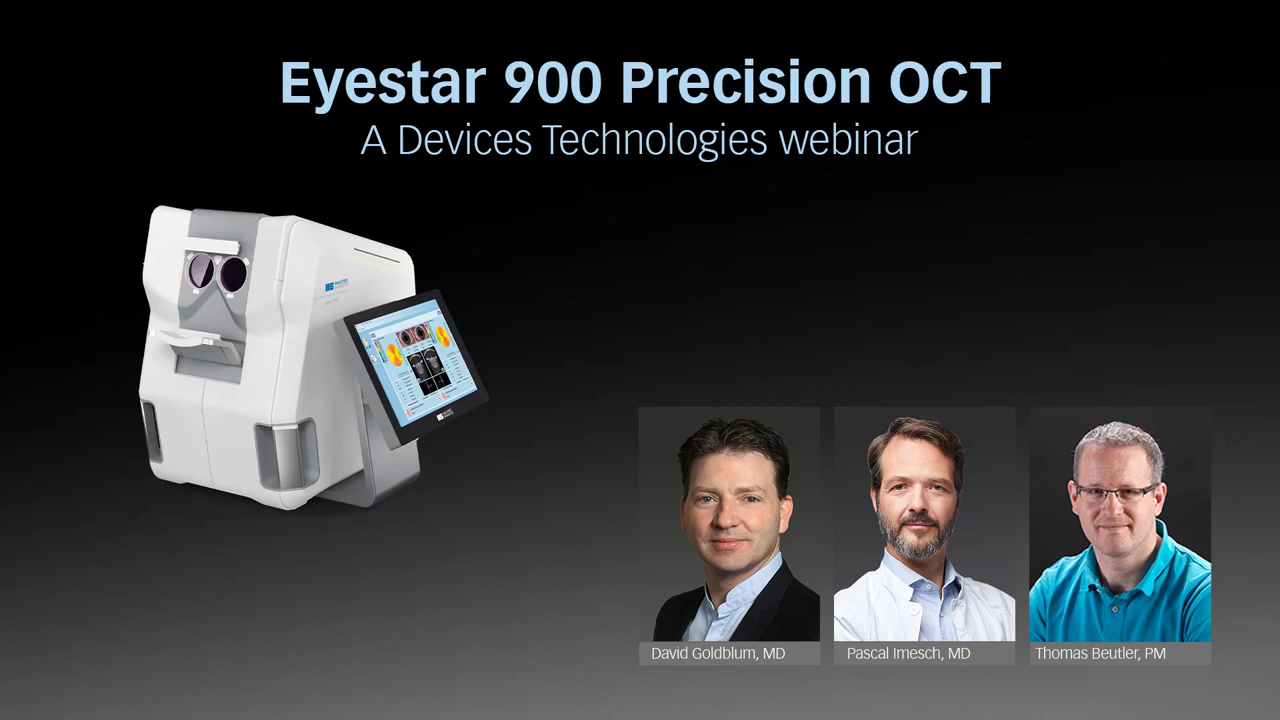 Eyestar 900 Precision OCT
A Devices Technologies webinar
David Goldblum, MD
Pascal Imesch, MD
Thomas Beutler, PM